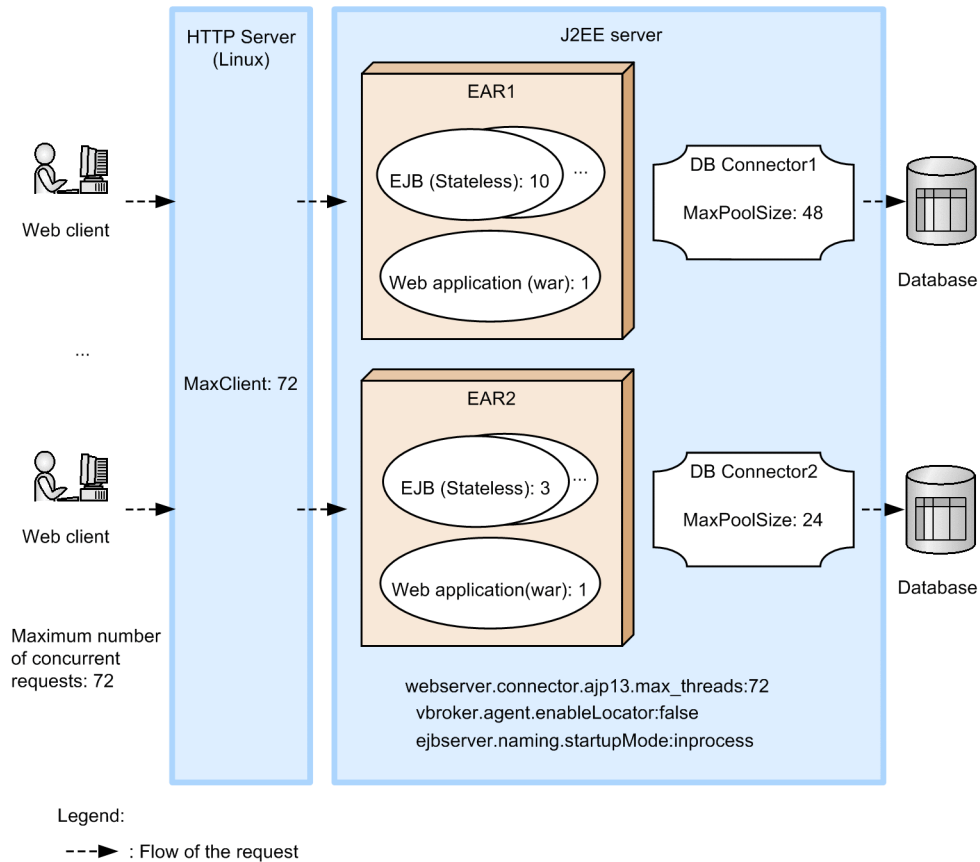 HTTP Server
(Linux)
J2EE server
EAR1
EJB (Stateless): 10
...
Web application (war): 1
DB Connector1
MaxPoolSize: 48
Web client
Database
...
MaxClient: 72
EAR2
EJB (Stateless): 3
...
Web application(war): 1
DB Connector2
MaxPoolSize: 24
Web client
Database
Maximum number
of concurrent
requests: 72
webserver.connector.ajp13.max_threads:72
vbroker.agent.enableLocator:false
ejbserver.naming.startupMode:inprocess
Legend:
: Flow of the request